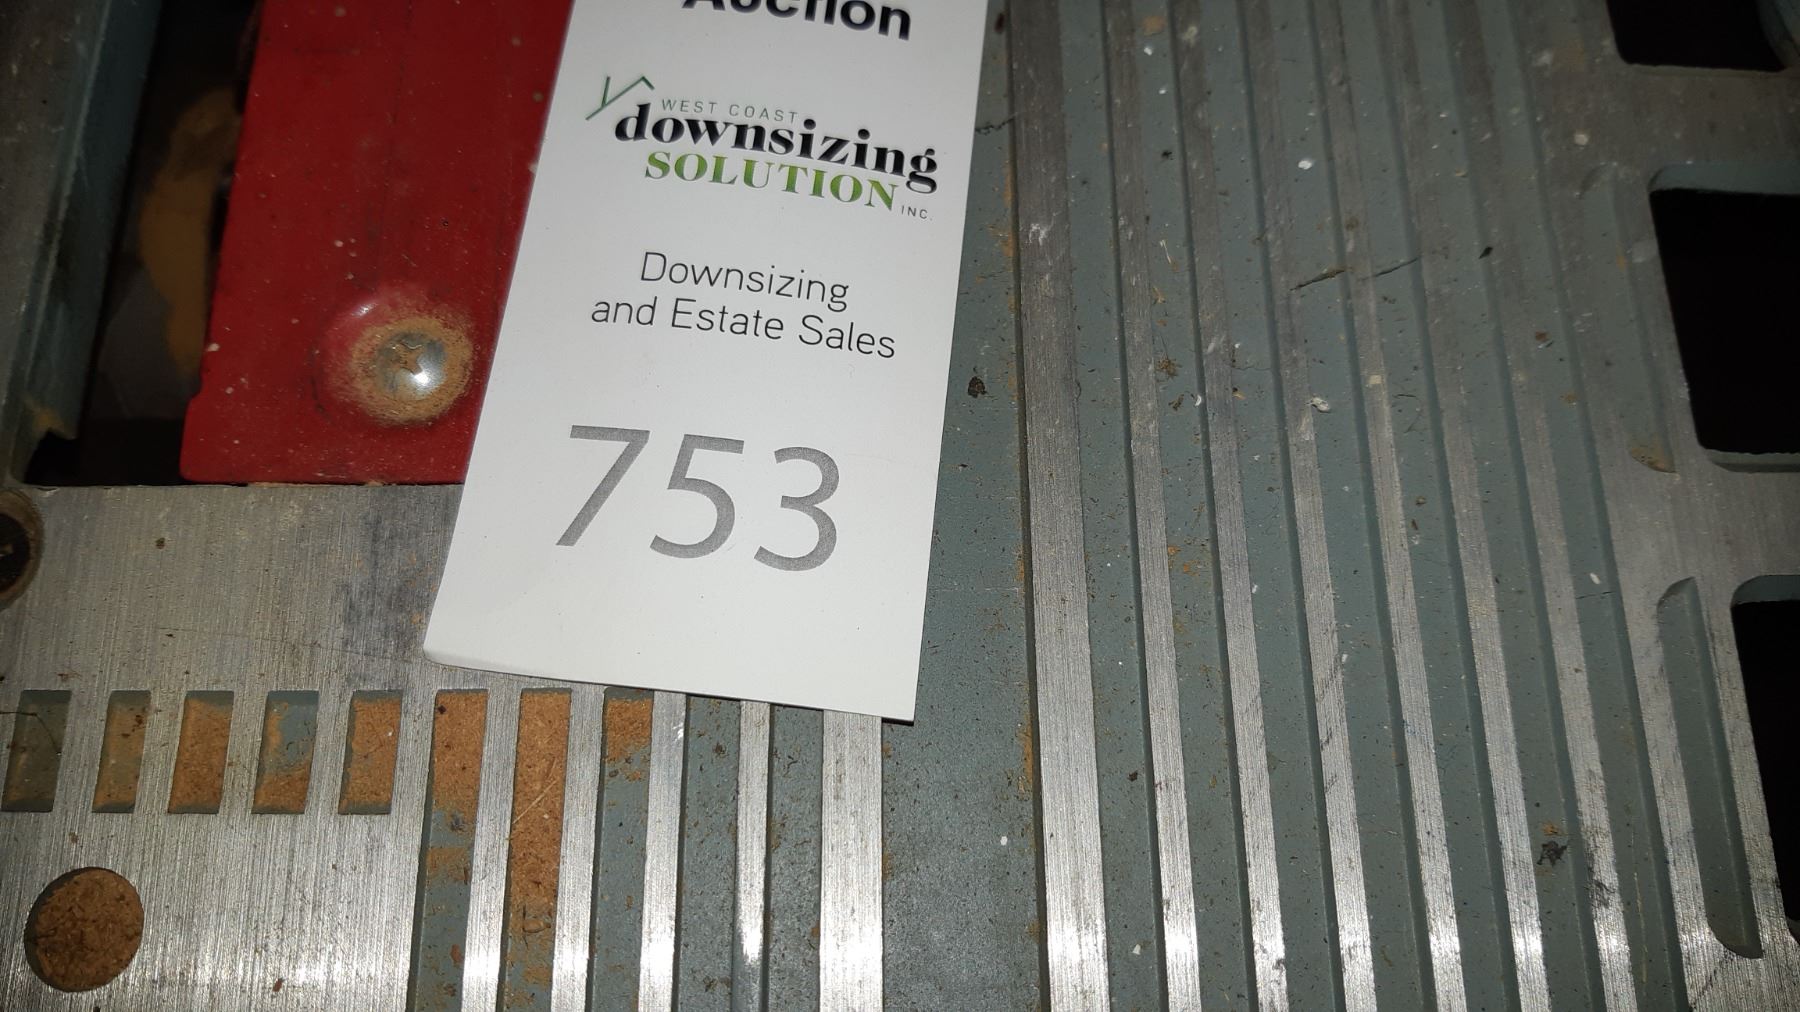 Auction
WEST COAST
downsizing
SOLUTION INC.
Downsizing
and Estate Sales
753